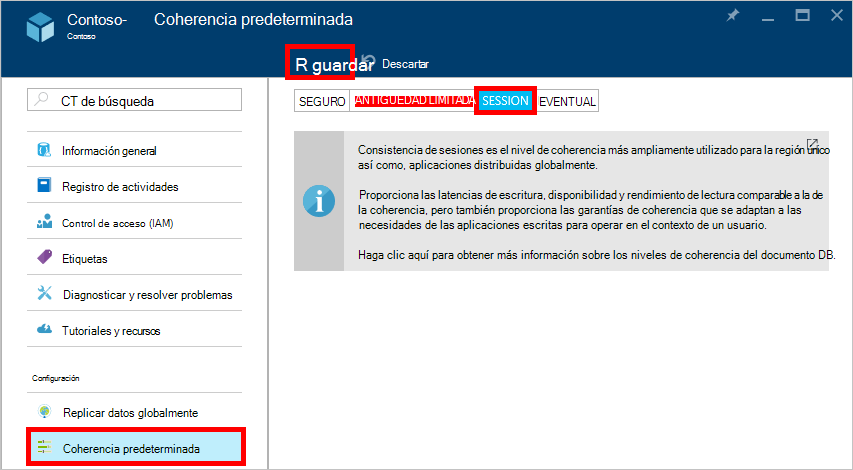 Contoso-
Contoso
Coherencia predeterminada
R guardar
Descartar
CT de búsqueda
SEGURO
ANTIGÜEDAD LIMITADA
SESSION
EVENTUAL
Información general
Registro de actividades
Control de acceso (IAM)
Etiquetas
Diagnosticar y resolver problemas
Tutoriales y recursos
Configuración
Replicar datos globalmente
Coherencia predeterminada
Consistencia de sesiones es el nivel de coherencia más ampliamente utilizado para la región único
así como, aplicaciones distribuidas globalmente.
Proporciona las latencias de escritura, disponibilidad y rendimiento de lectura comparable a la de
la coherencia, pero también proporciona las garantías de coherencia que se adaptan a las
necesidades de las aplicaciones escritas para operar en el contexto de un usuario.
Haga clic aquí para obtener más información sobre los niveles de coherencia del documento DB.